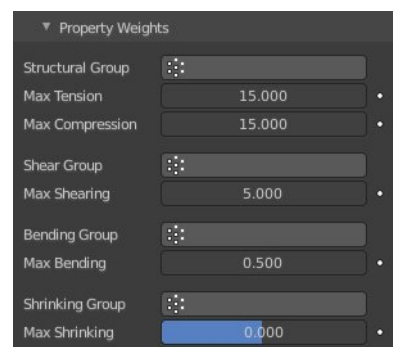 Property Weights
Structural Group
Max Tension 15.000
Max Compression 15.000
Shear Group
Max Shearing 5.000
Bending Group
Max Bending 0.500
Shrinking Group
Max Shrinking 0.000